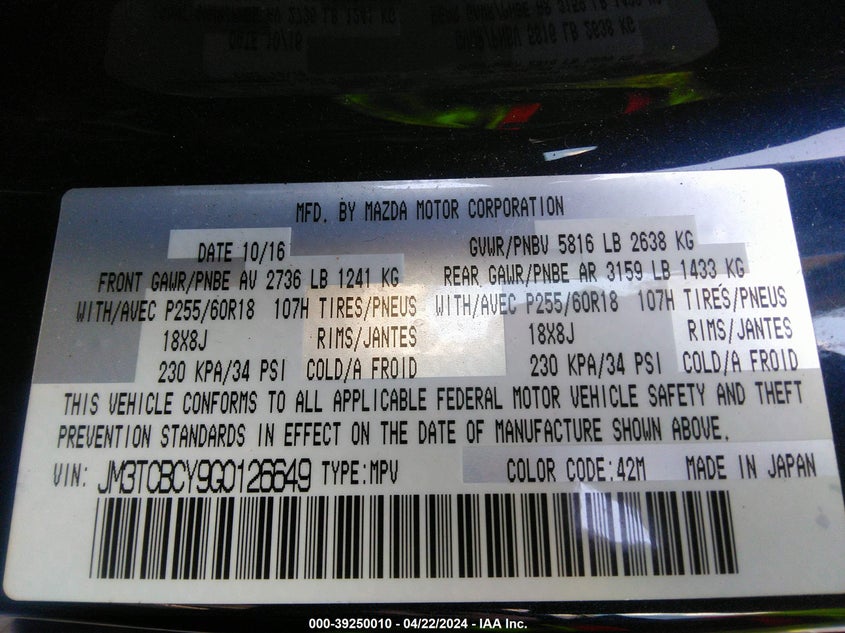 MFD. BY MAZDA MOTOR CORPORATION
DATE 10/16 GVWR/PNBV 5816 LB 2638 KG
FRONT GAWR/PNBE AV 2736 LB 1241 KG REAR GAWR/PNBE AR 3159 LB 1433 KG
WITH/AVEC P255/60R18 107H TIRES/PNEUS WITH/AVEC P255/60R18 107H TIRES/PNEUS
18X8J RIMS/JANTES 18X8J RIMS/JANTES
230 KPA/34 PSI COLD/A FROID 230 KPA/34 PSI COLD/A FROID
THIS VEHICLE CONFORMS TO ALL APPLICABLE FEDERAL MOTOR VEHICLE SAFETY AND THEFT
PREVENTION STANDARDS IN EFFECT ON THE DATE OF MANUFACTURE SHOWN ABOVE.
VIN: JM3TCBCY9G0126649 TYPE:MPV COLOR CODE:42M MADE IN JAPAN
000-39250010 - 04/22/2024 - IAA Inc.